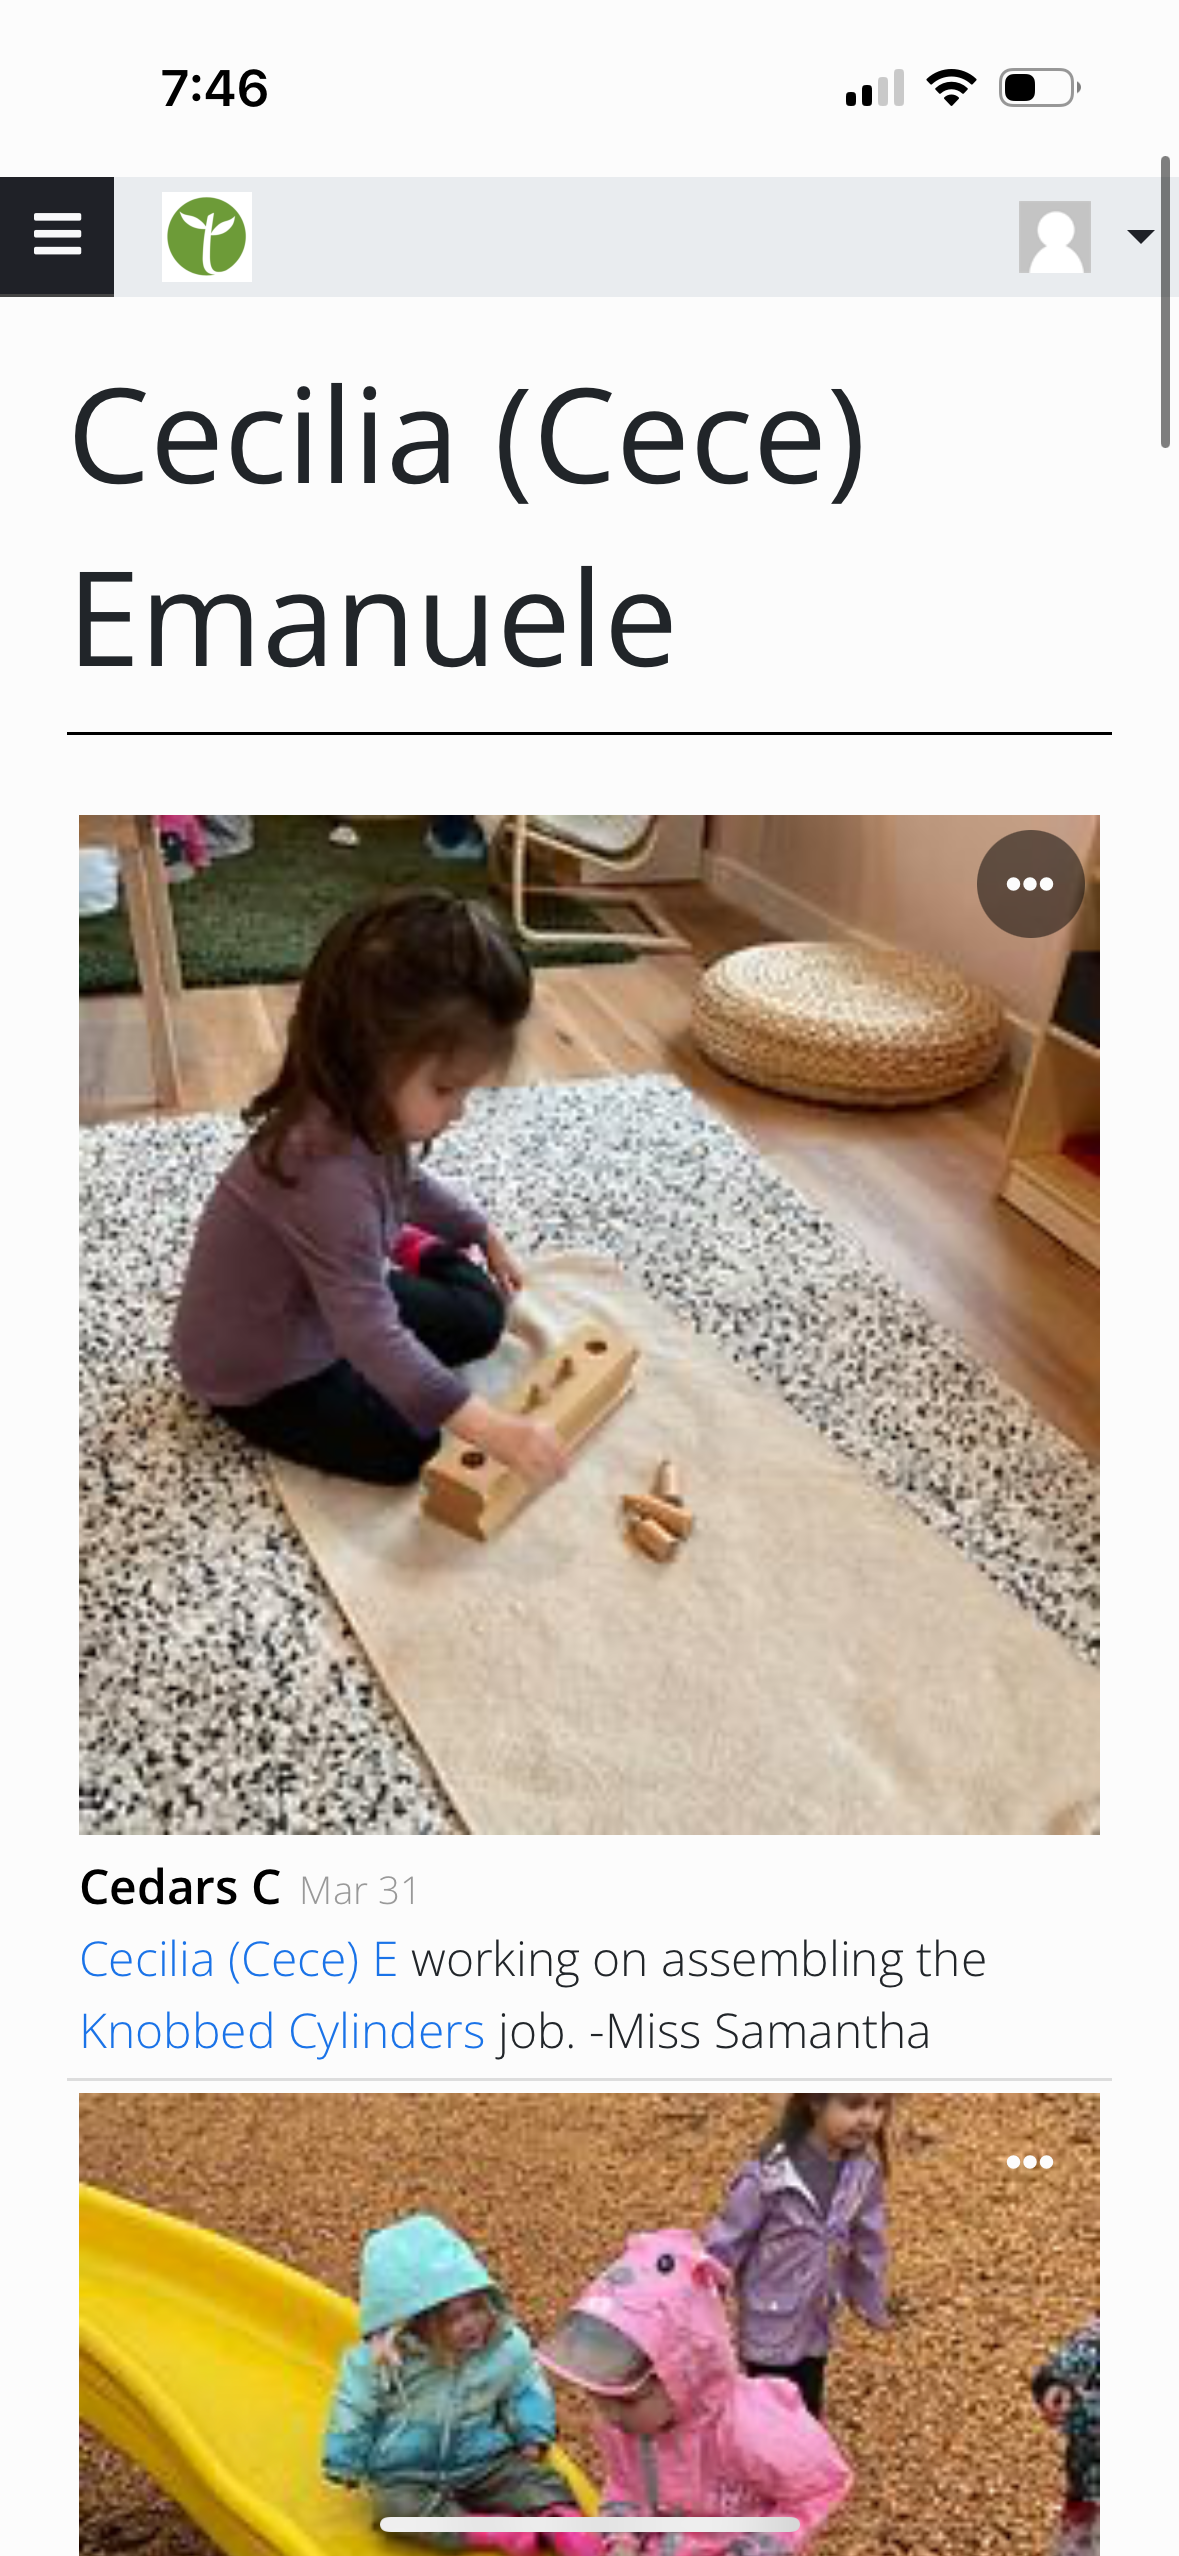 7:46
Cecilia (Cece)
Emanuele
Cedars C Mar 31
Cecilia (Cece) E working on assembling the
Knobbed Cylinders job. -Miss Samantha